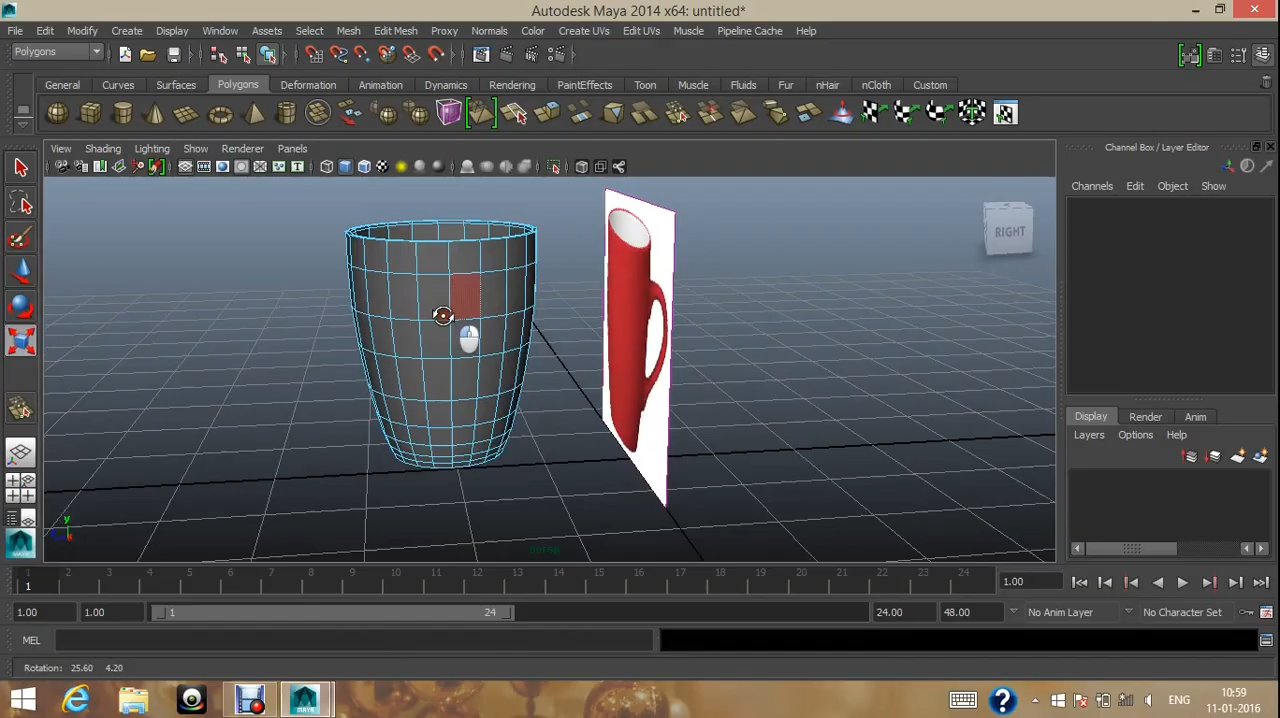 Autodesk Maya 2014 x64: untitled*
File Edit Modify Create Display Window Assets Select Mesh Edit Mesh Proxy Normals Color Create UVs Edit UVs Muscle Pipeline Cache Help
Polygons
General Curves Surfaces Polygons Deformation Animation Dynamics Rendering PaintEffects Toon Muscle Fluids Fur nHair nCloth Custom
View Shading Lighting Show Renderer Panels
Channel Box / Layer Editor
Channels Edit Object Show
RIGHT
Display Render Anim
Layers Options Help
y
persp
1 2 3 4 5 6 7 8 9 10 11 12 13 14 15 16 17 18 19 20 21 22 23 24
1
1.00
1.00 1.00 1 24 24.00 48.00 No Anim Layer No Character Set
MEL
Rotation: 25.60 4.20
MAYA
ENG
10:59
11-01-2016